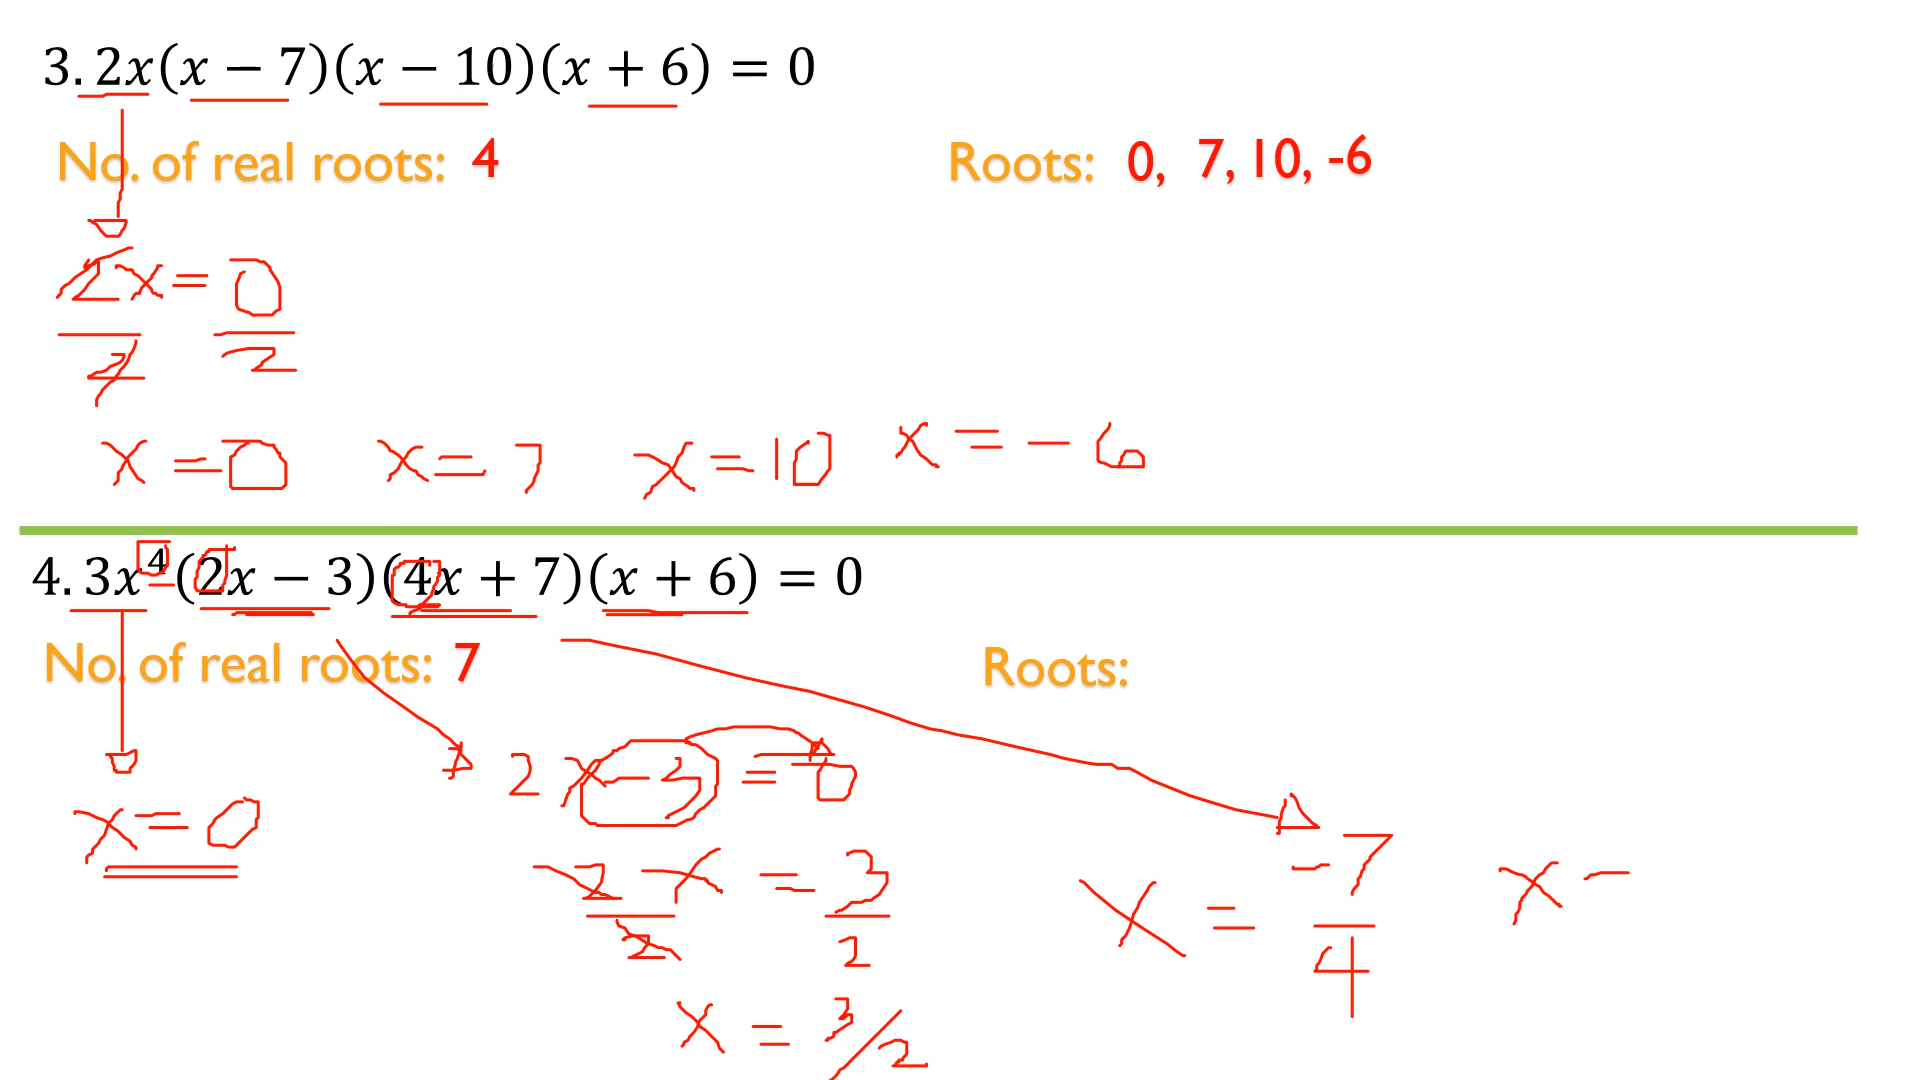 3. 2x(x − 7)(x − 10)(x + 6) = 0
No. of real roots: 4
Roots: 0, 7, 10, -6
2x = 0
2 2
x = 0 x = 7 x = 10 x = - 6
4. 3x⁴(2x − 3)(4x + 7)(x + 6) = 0
No. of real roots: 7
Roots:
2x - 3 = 0
x = 0
2x = 3
2 2
x = -7
4
x -
x = 3/2